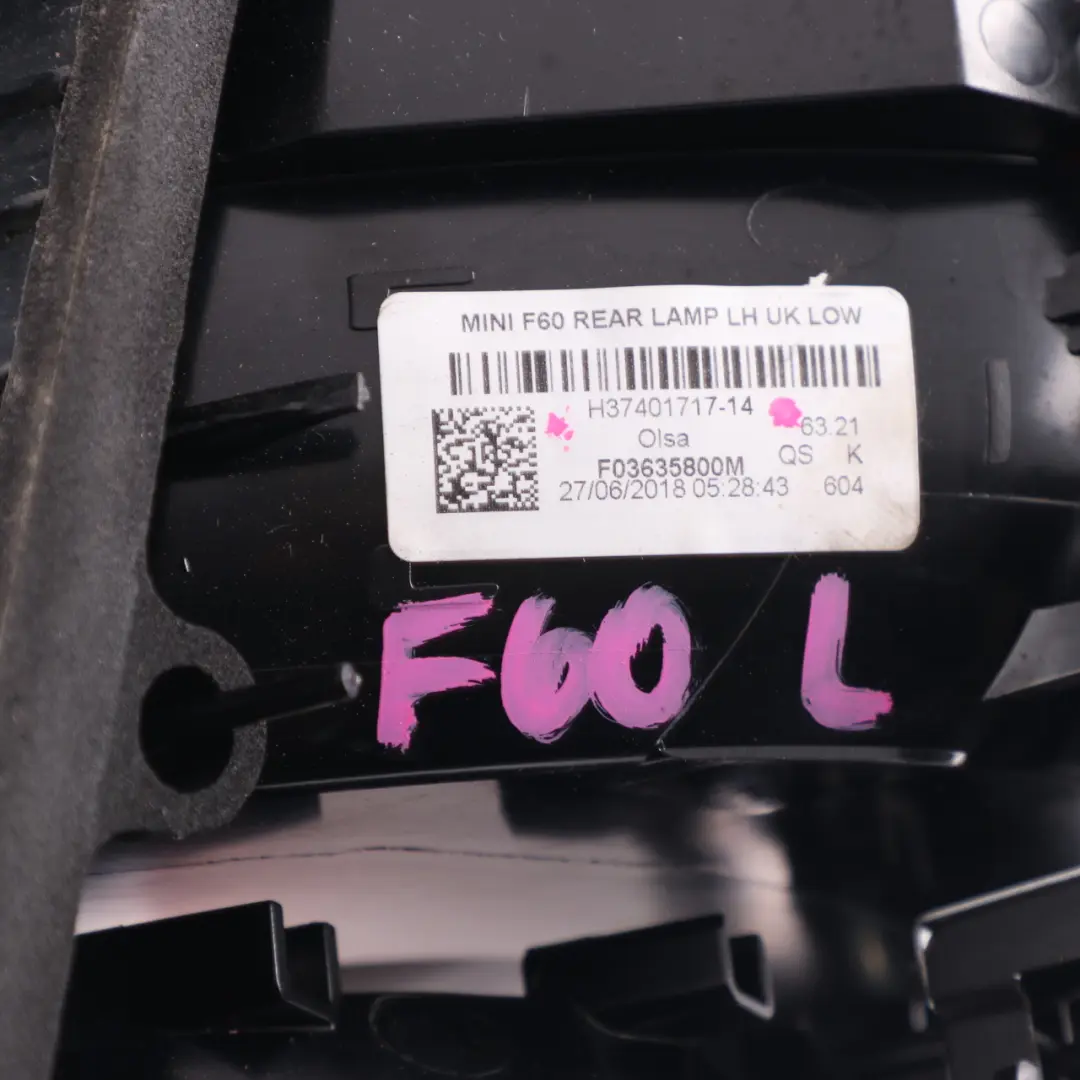 MINI F60 REAR LAMP LH UK LOW
H37401717-14
63.21
Olsa
QS K
F03635800M
27/06/2018 05:28:43 604
F60 L